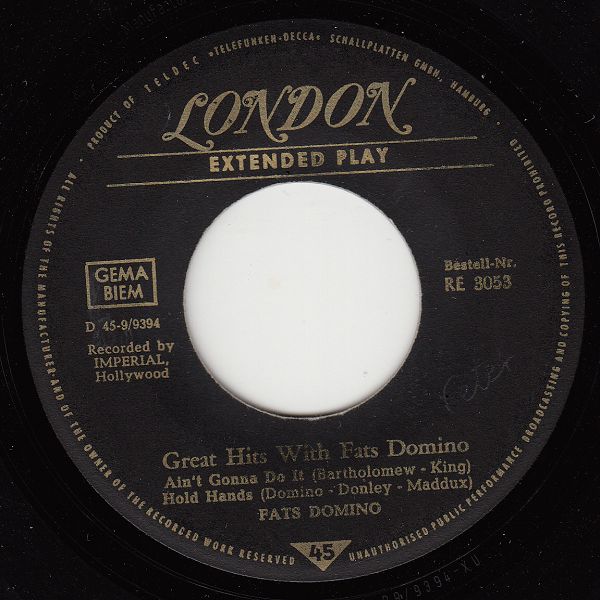 PRODUCT OF TELDEC »TELDEFUNKEN-DECCA« SCHALLPLATTEN GMBH., HAMBURG
LONDON
EXTENDED PLAY
GEMA
BIEM
D 45-9/9394
Recorded by
IMPERIAL,
Hollywood
Bestell-Nr.
RE 3053
Peter
Great Hits With Fats Domino
Ain't Gonna Do It (Bartholomew - King)
Hold Hands (Domino - Donley - Maddux)
FATS DOMINO
45
ALL RIGHTS OF THE MANUFACTURER AND OF THE OWNER OF THE RECORDED WORK RESERVED
UNAUTHORISED PUBLIC PERFORMANCE BROADCASTING AND COPYING OF THIS RECORD PROHIBITED